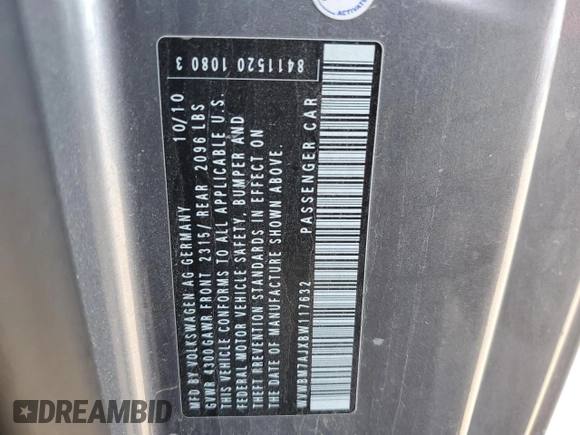 MFD BY VOLKSWAGEN AG GERMANY 10/10
GVWR 4300 GAWR FRONT 2315/ REAR 2096 LBS
THIS VEHICLE CONFORMS TO ALL APPLICABLE U.S.
FEDERAL MOTOR VEHICLE SAFETY, BUMPER AND
THEFT PREVENTION STANDARDS IN EFFECT ON
THE DATE OF MANUFACTURE SHOWN ABOVE.
WVWBW7AJXBW117632 PASSENGER CAR
8411520 1080 3
ACTIVATE
DREAMBID